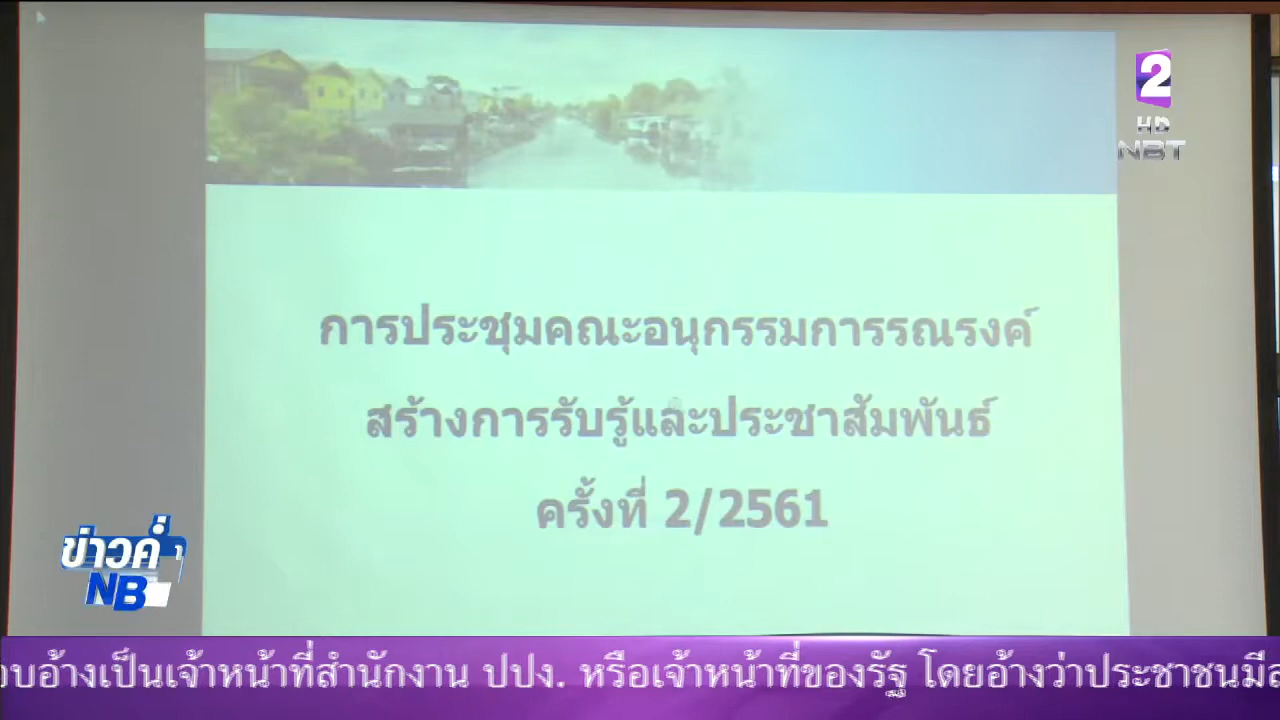 2
HD
NBT
การประชุมคณะอนุกรรมการรณรงค์
สร้างการรับรู้และประชาสัมพันธ์
ครั้งที่ 2/2561
ข่าวค่ำ
NB
อบอ้างเป็นเจ้าหน้าที่สำนักงาน ปปง. หรือเจ้าหน้าที่ของรัฐ โดยอ้างว่าประชาชนมี